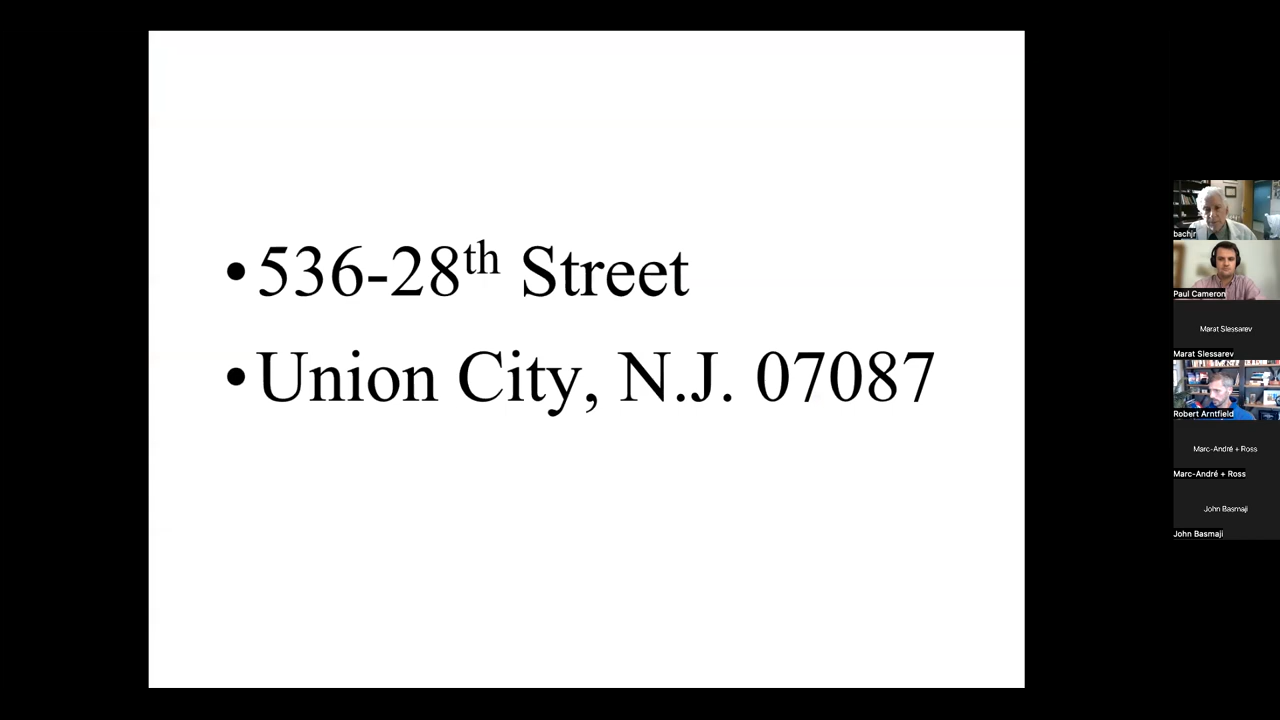 •536-28th Street
•Union City, N.J. 07087
bachjr
Paul Cameron
Marat Slessarev
Marat Slessarev
Robert Arntfield
Marc-André + Ross
Marc-André + Ross
John Basmaji
John Basmaji